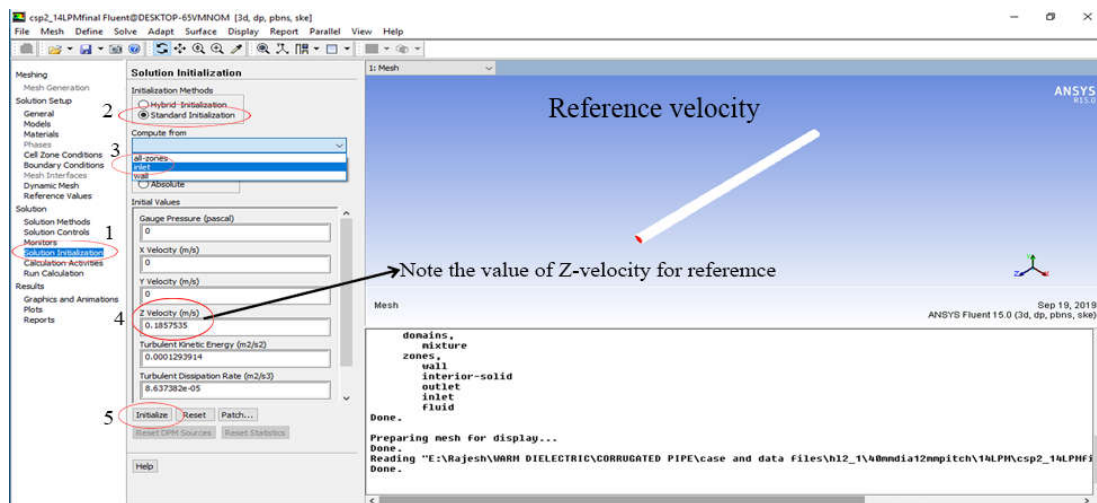 csp2_14LPMfinal Fluent@DESKTOP-65VMNOM [3d, dp, pbns, ske]
File Mesh Define Solve Adapt Surface Display Report Parallel View Help
Meshing
Mesh Generation
Solution Setup
General
Models
Materials
Phases
Cell Zone Conditions
Boundary Conditions
Mesh Interfaces
Dynamic Mesh
Reference Values
Solution
Solution Methods
Solution Controls
Monitors
1
Solution Initialization
Calculation Activities
Run Calculation
Results
Graphics and Animations
Plots
Reports
Solution Initialization
Initialization Methods
Hybrid Initialization
2
Standard Initialization
Compute from
3
all-zones
inlet
wall
Absolute
Initial Values
Gauge Pressure (pascal)
0
X Velocity (m/s)
0
Y Velocity (m/s)
0
4
Z Velocity (m/s)
0.1857535
Turbulent Kinetic Energy (m2/s2)
0.0001293914
Turbulent Dissipation Rate (m2/s3)
8.637382e-05
5
Initialize Reset Patch...
Reset DPM Sources Reset Statistics
Help
1: Mesh
Reference velocity
ANSYS
R15.0
Note the value of Z-velocity for referemce
Mesh
Sep 19, 2019
ANSYS Fluent 15.0 (3d, dp, pbns, ske)
domains,
mixture
zones,
wall
interior-solid
outlet
inlet
fluid
Done.
Preparing mesh for display...
Done.
Reading "E:\Rajesh\WARM DIELECTRIC\CORRUGATED PIPE\case and data files\hl2_1\40mmdia12mmpitch\14LPM\csp2_14LPMfi
Done.